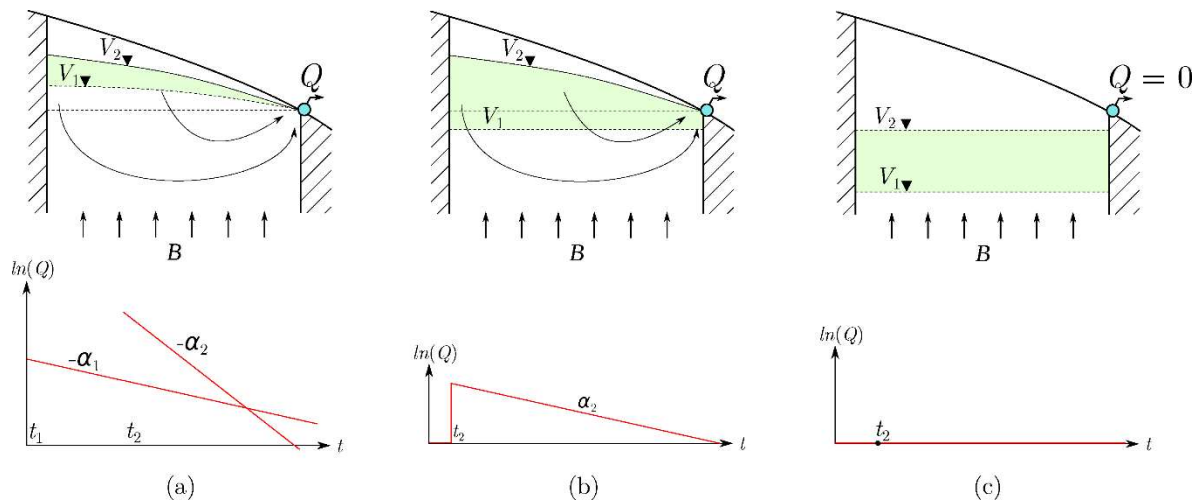 V₂ Q
V₁
B
V₂ Q
V₁
B
Q = 0
V₂
V₁
B
ln(Q)
-α₁
-α₂
t₁ t₂ t
(a)
ln(Q)
α₂
t₂ t
(b)
ln(Q)
t₂ t
(c)